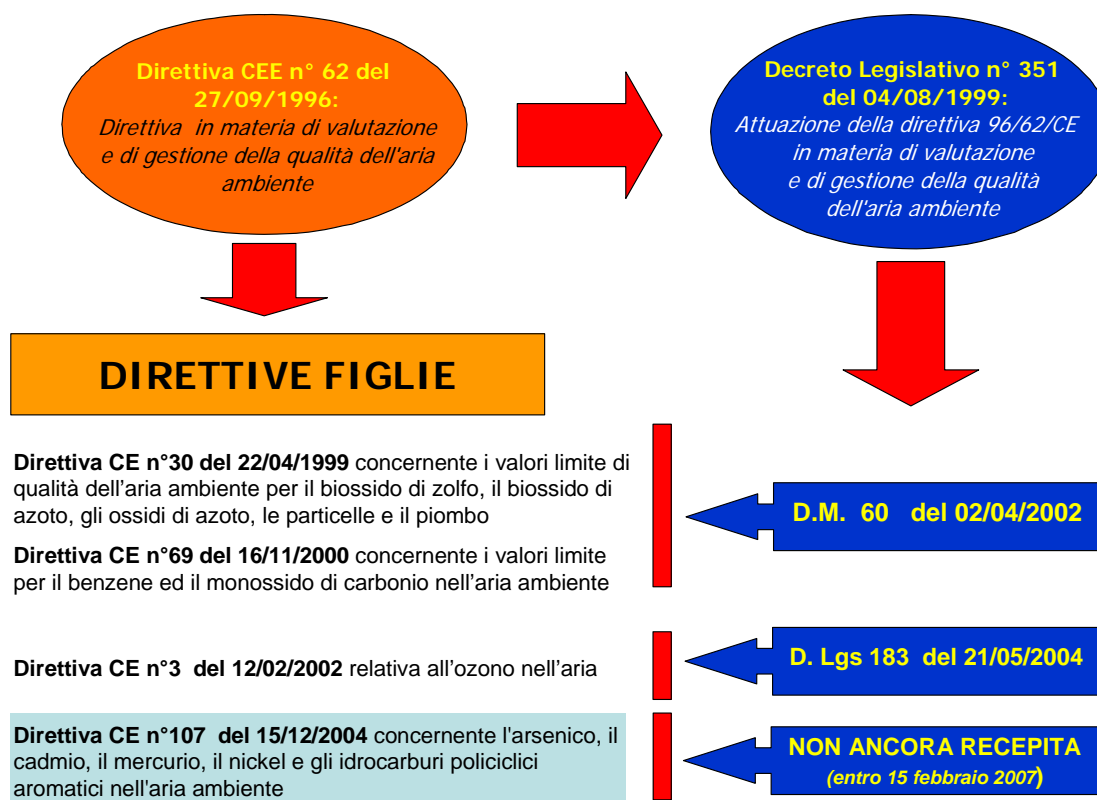 Direttiva CEE n° 62 del
27/09/1996:
Direttiva in materia di valutazione
e di gestione della qualità dell'aria
ambiente
Decreto Legislativo n° 351
del 04/08/1999:
Attuazione della direttiva 96/62/CE
in materia di valutazione
e di gestione della qualità
dell'aria ambiente
DIRETTIVE FIGLIE
Direttiva CE n°30 del 22/04/1999 concernente i valori limite di
qualità dell'aria ambiente per il biossido di zolfo, il biossido di
azoto, gli ossidi di azoto, le particelle e il piombo
Direttiva CE n°69 del 16/11/2000 concernente i valori limite
per il benzene ed il monossido di carbonio nell'aria ambiente
D.M. 60 del 02/04/2002
Direttiva CE n°3 del 12/02/2002 relativa all'ozono nell'aria
D. Lgs 183 del 21/05/2004
Direttiva CE n°107 del 15/12/2004 concernente l'arsenico, il
cadmio, il mercurio, il nickel e gli idrocarburi policiclici
aromatici nell'aria ambiente
NON ANCORA RECEPITA
(entro 15 febbraio 2007)